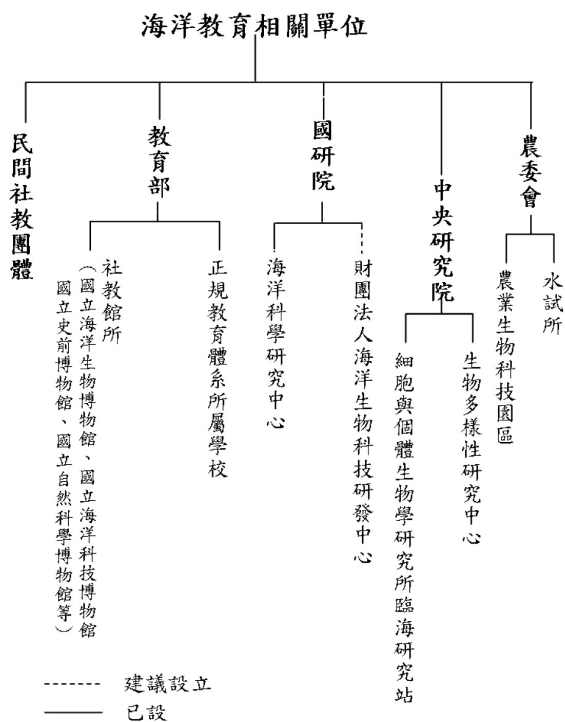 海洋教育相關單位
民間社教團體
教育部
社教館所
（國立海洋生物博物館、國立海洋科技博物館
國立史前博物館、國立自然科學博物館等）
正規教育體系所屬學校
國研院
海洋科學研究中心
財團法人海洋生物科技研發中心
中央研究院
細胞與個體生物學研究所臨海研究站
生物多樣性研究中心
農委會
農業生物科技園區
水試所
建議設立
已設